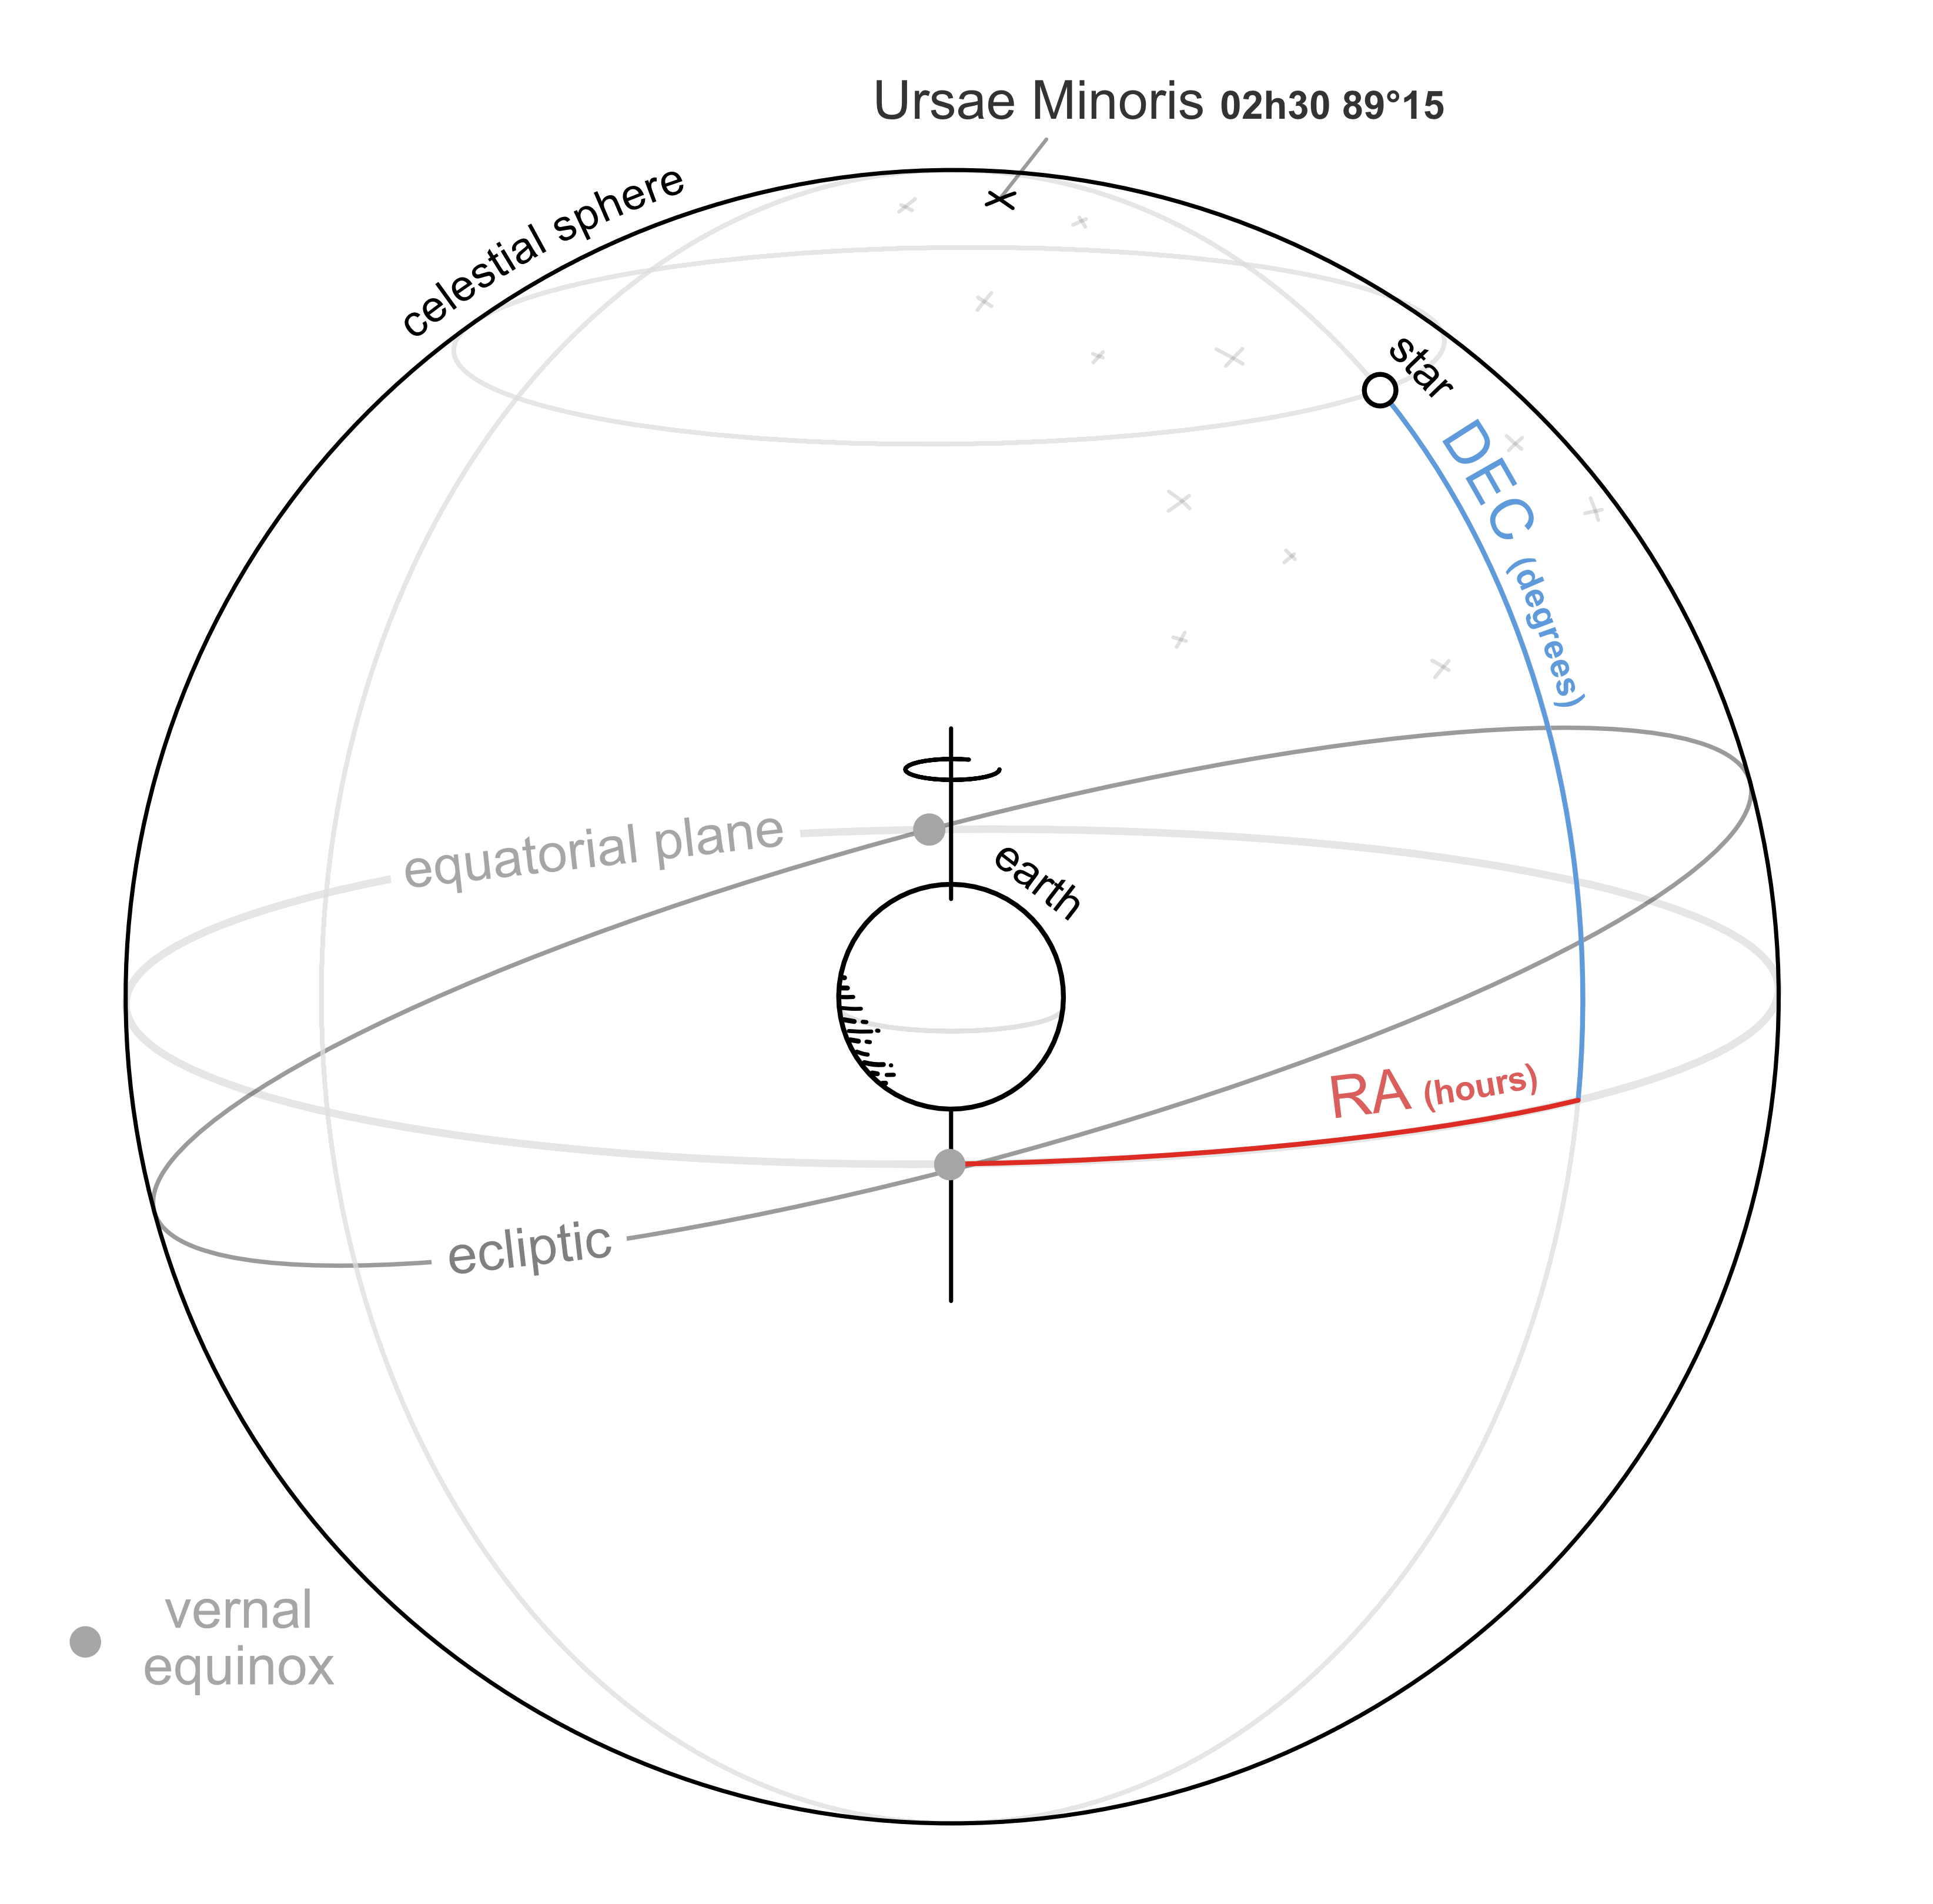 Ursae Minoris 02h30 89°15
celestial sphere
star
DEC (degrees)
equatorial plane
earth
RA (hours)
ecliptic
vernal
equinox